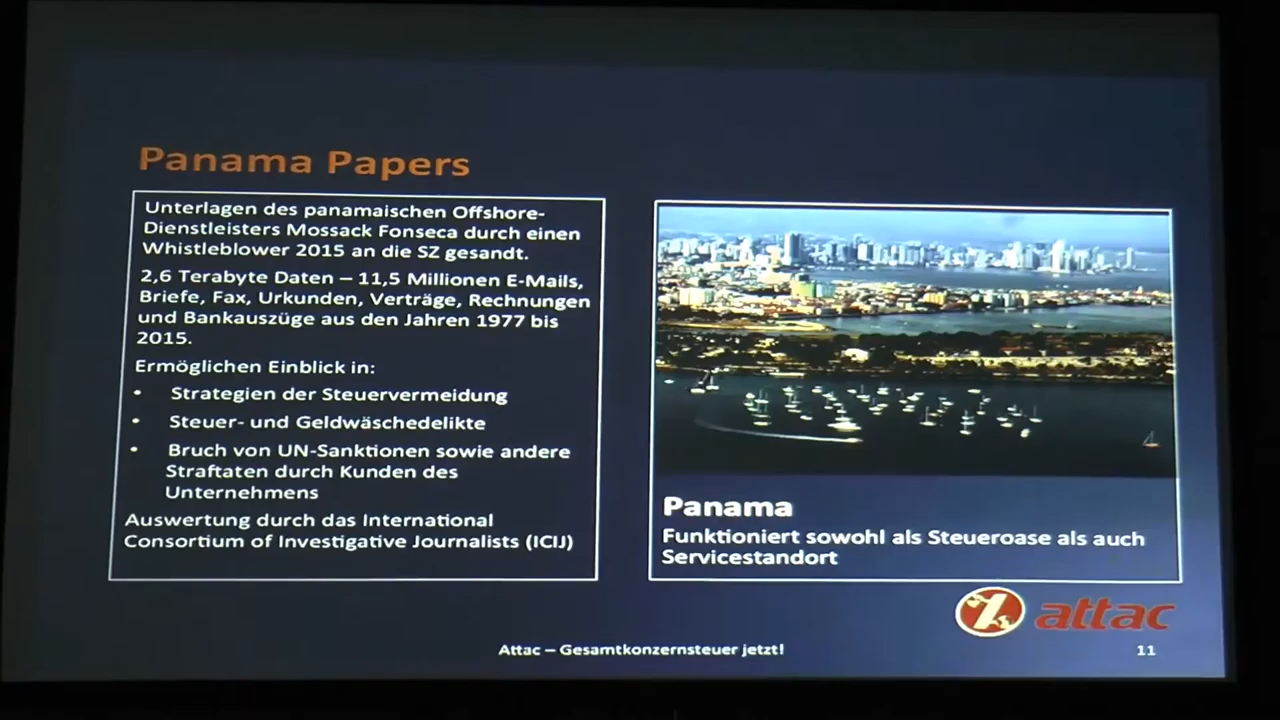 Panama Papers
Unterlagen des panamaischen Offshore-
Dienstleisters Mossack Fonseca durch einen
Whistleblower 2015 an die SZ gesandt.
2,6 Terabyte Daten – 11,5 Millionen E-Mails,
Briefe, Fax, Urkunden, Verträge, Rechnungen
und Bankauszüge aus den Jahren 1977 bis
2015.
Ermöglichen Einblick in:
• Strategien der Steuervermeidung
• Steuer- und Geldwäschedelikte
• Bruch von UN-Sanktionen sowie andere
Straftaten durch Kunden des
Unternehmens
Auswertung durch das International
Consortium of Investigative Journalists (ICIJ)
Panama
Funktioniert sowohl als Steueroase als auch
Servicestandort
attac
Attac – Gesamtkonzernsteuer jetzt!
11